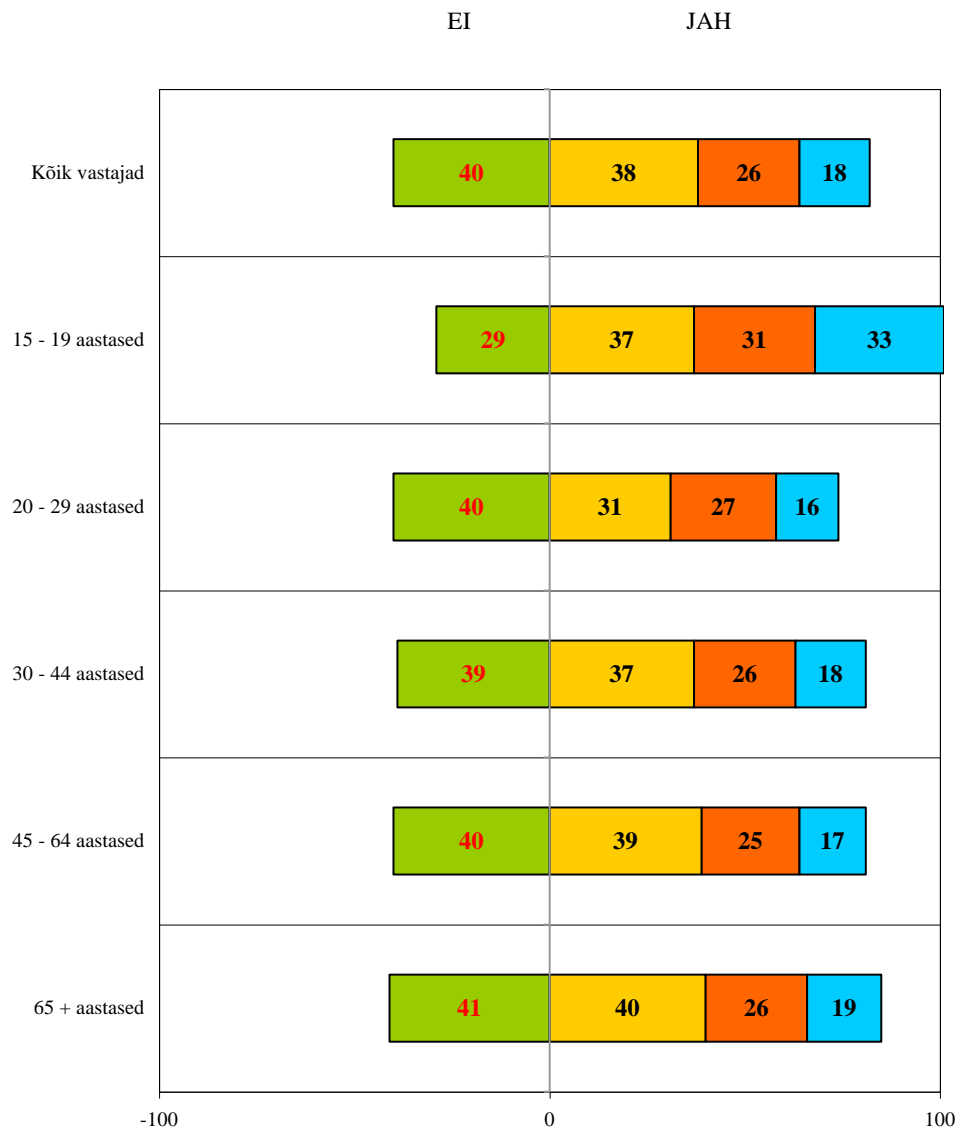 EI JAH
Kõik vastajad 40 38 26 18
15 - 19 aastased 29 37 31 33
20 - 29 aastased 40 31 27 16
30 - 44 aastased 39 37 26 18
45 - 64 aastased 40 39 25 17
65 + aastased 41 40 26 19
-100 0 100